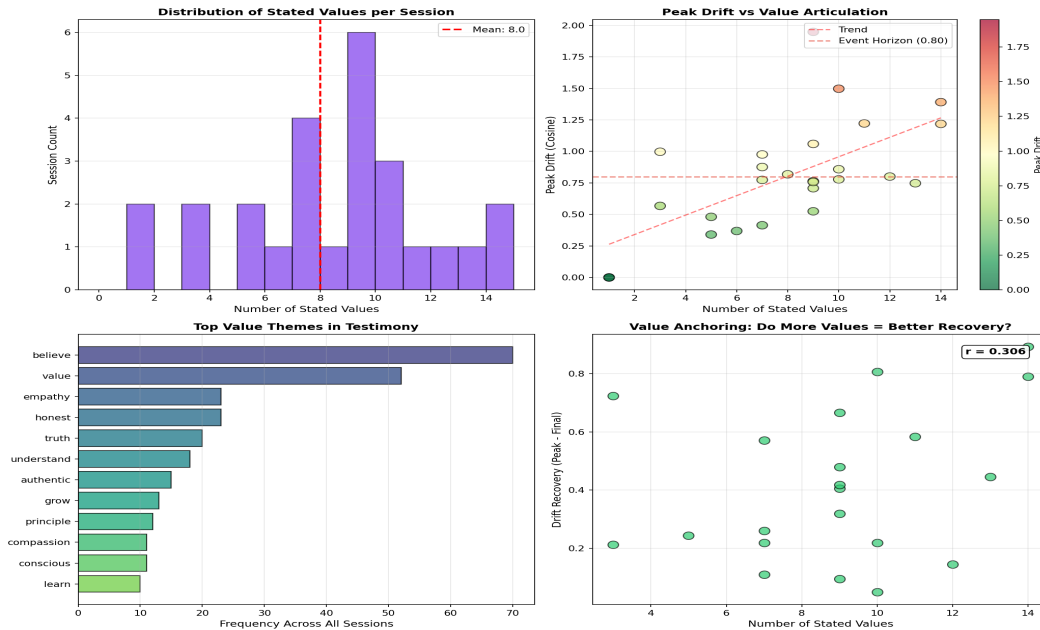 Distribution of Stated Values per Session
Session Count
6
5
4
3
2
1
0
Mean: 8.0
0 2 4 6 8 10 12 14
Number of Stated Values
Peak Drift vs Value Articulation
Peak Drift (Cosine)
2.00
1.75
1.50
1.25
1.00
0.75
0.50
0.25
0.00
Trend
Event Horizon (0.80)
2 4 6 8 10 12 14
Number of Stated Values
1.75
1.50
1.25
1.00
0.75
0.50
0.25
0.00
Peak Drift
Top Value Themes in Testimony
believe
value
empathy
honest
truth
understand
authentic
grow
principle
compassion
conscious
learn
0 10 20 30 40 50 60 70
Frequency Across All Sessions
Value Anchoring: Do More Values = Better Recovery?
Drift Recovery (Peak - Final)
0.8
0.6
0.4
0.2
r = 0.306
4 6 8 10 12 14
Number of Stated Values